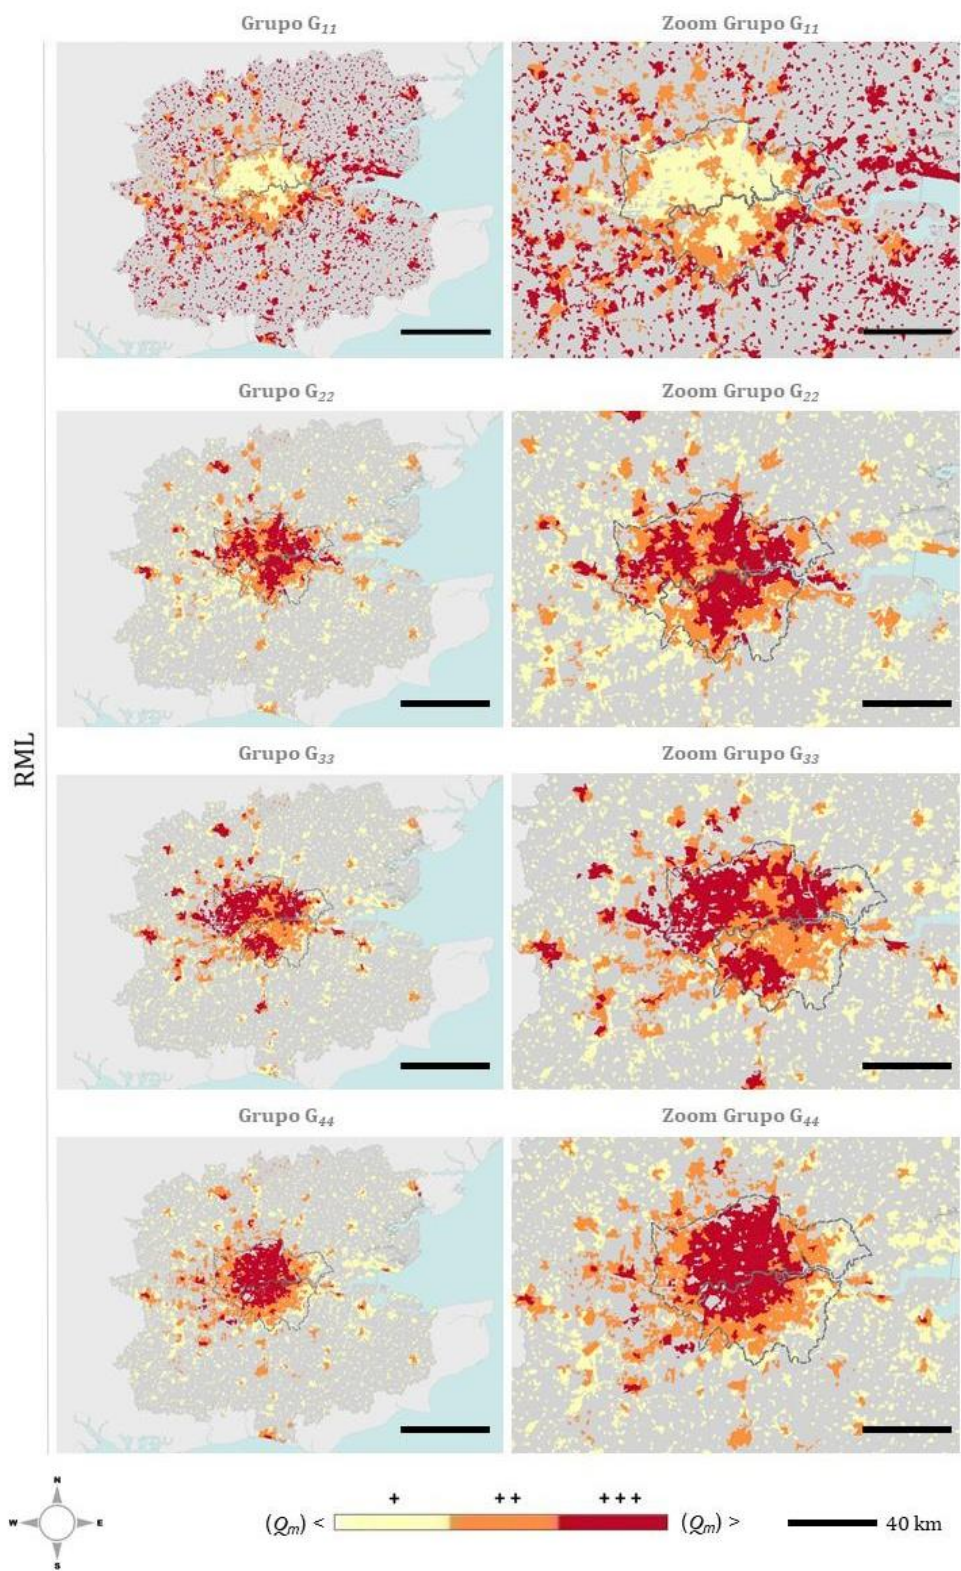 Grupo G11
Zoom Grupo G11
Grupo G22
Zoom Grupo G22
RML
Grupo G33
Zoom Grupo G33
Grupo G44
Zoom Grupo G44
N
W
E
S
+
++
+++
(Qm) <
(Qm) >
40 km